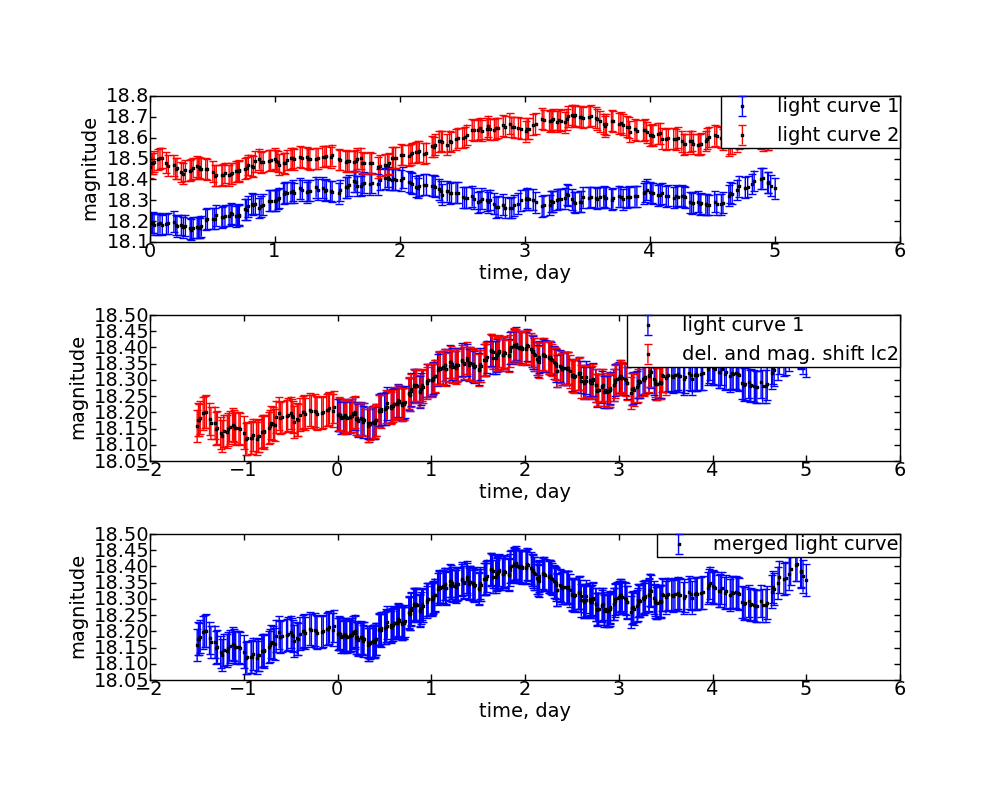 18.8
18.7
18.6
18.5
18.4
18.3
18.2
18.1
magnitude
light curve 1
light curve 2
0 1 2 3 4 5 6
time, day
18.50
18.45
18.40
18.35
18.30
18.25
18.20
18.15
18.10
18.05
magnitude
light curve 1
del. and mag. shift lc2
−2 −1 0 1 2 3 4 5 6
time, day
18.50
18.45
18.40
18.35
18.30
18.25
18.20
18.15
18.10
18.05
magnitude
merged light curve
−2 −1 0 1 2 3 4 5 6
time, day